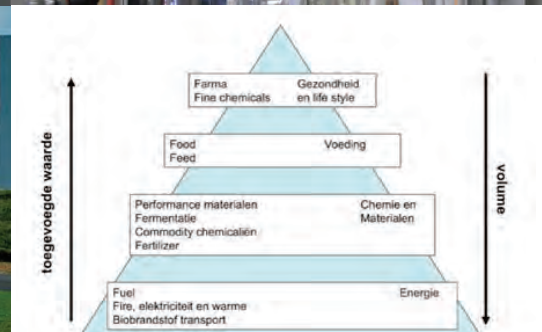 toegevoegde waarde
Farma Gezondheid
Fine chemicals en life style
Food Voeding
Feed
Performance materialen Chemie en
Fermentatie Materialen
Commodity chemicaliën
Fertilizer
Fuel Energie
Fire, elektriciteit en warme
Biobrandstof transport
volume